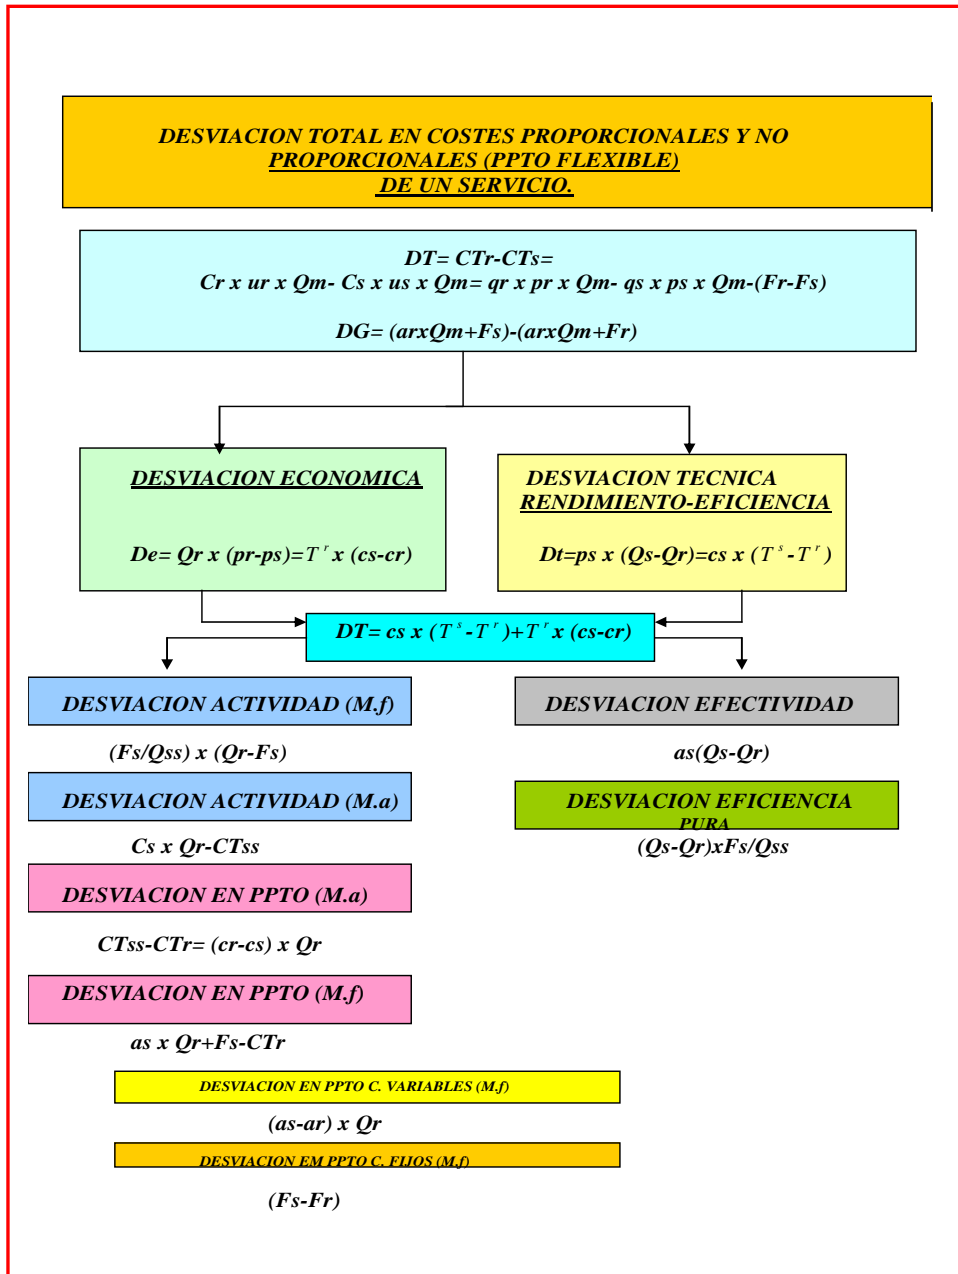 DESVIACION TOTAL EN COSTES PROPORCIONALES Y NO
PROPORCIONALES (PPTO FLEXIBLE)
DE UN SERVICIO.
DT= CTr-CTs=
Cr x ur x Qm- Cs x us x Qm= qr x pr x Qm- qs x ps x Qm-(Fr-Fs)
DG= (arxQm+Fs)-(arxQm+Fr)
DESVIACION ECONOMICA
De= Qr x (pr-ps)=T^r x (cs-cr)
DESVIACION TECNICA
RENDIMIENTO-EFICIENCIA
Dt=ps x (Qs-Qr)=cs x (T^s-T^r)
DT= cs x (T^s-T^r)+T^r x (cs-cr)
DESVIACION ACTIVIDAD (M.f)
(Fs/Qss) x (Qr-Fs)
DESVIACION ACTIVIDAD (M.a)
Cs x Qr-CTss
DESVIACION EN PPTO (M.a)
CTss-CTr= (cr-cs) x Qr
DESVIACION EN PPTO (M.f)
as x Qr+Fs-CTr
DESVIACION EFECTIVIDAD
as(Qs-Qr)
DESVIACION EFICIENCIA
PURA
(Qs-Qr)xFs/Qss
DESVIACION EN PPTO C. VARIABLES (M.f)
(as-ar) x Qr
DESVIACION EM PPTO C. FIJOS (M.f)
(Fs-Fr)